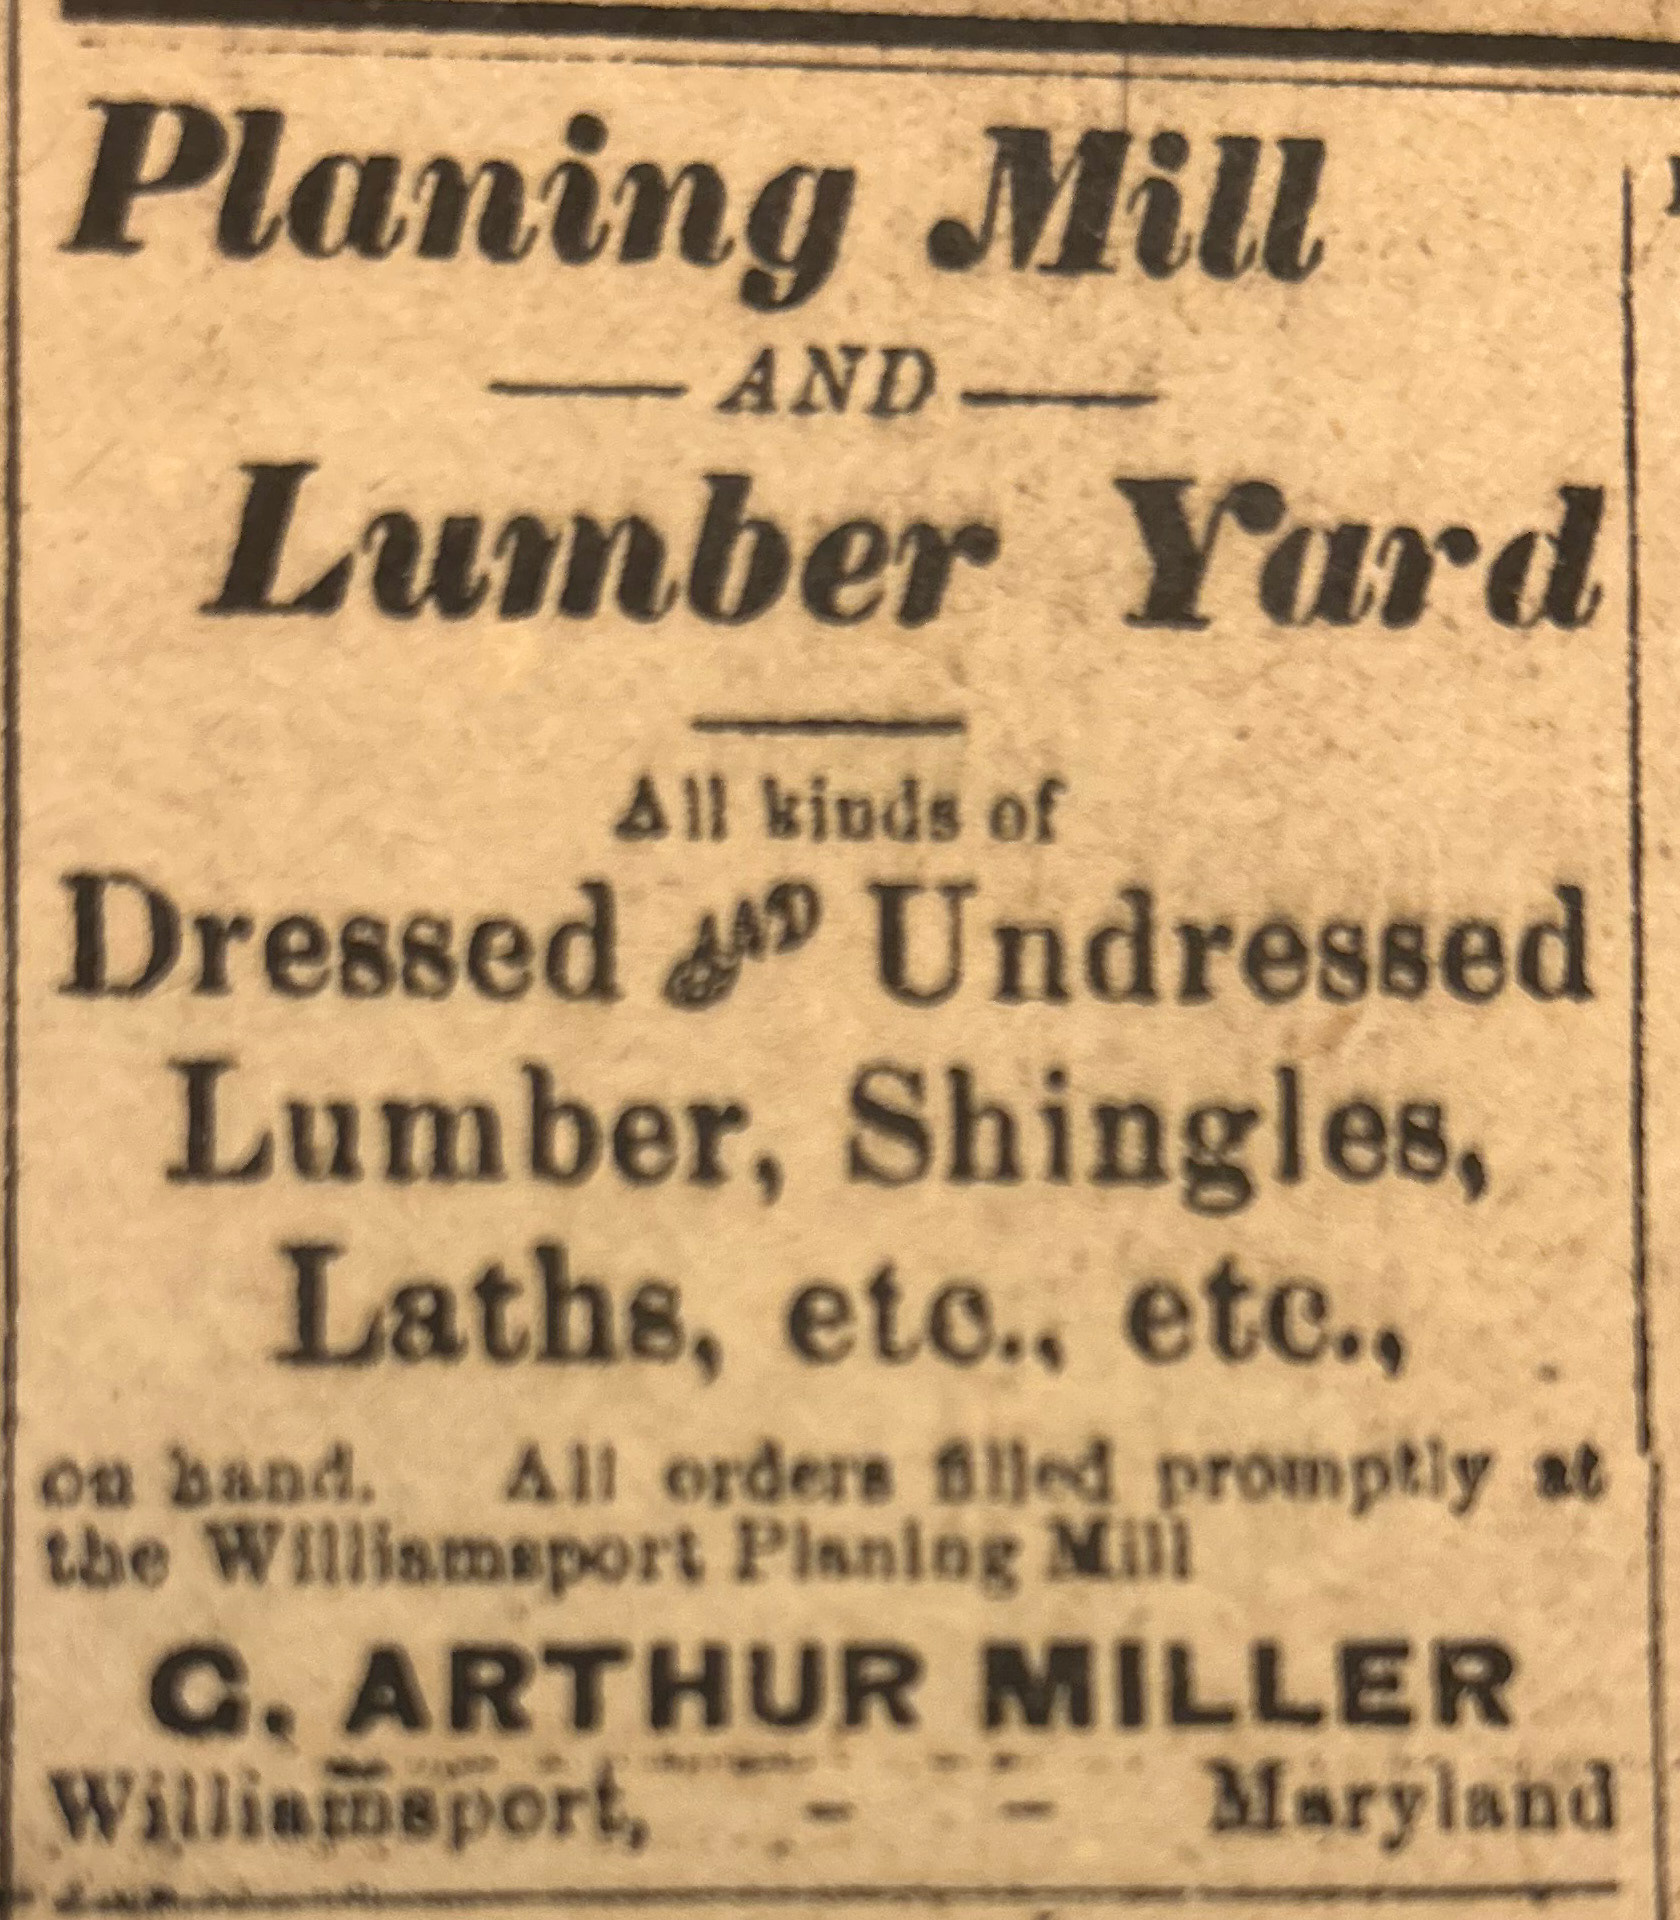 Planing Mill
— AND —
Lumber Yard
All kinds of
Dressed AND Undressed
Lumber, Shingles,
Laths, etc., etc.,
on hand. All orders filled promptly at
the Williamsport Planing Mill
C. ARTHUR MILLER
Williamsport, - - Maryland